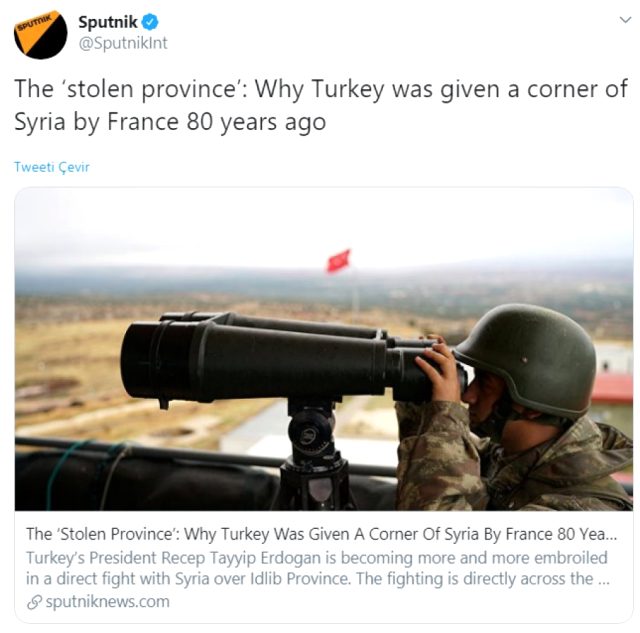 SPUTNIK
Sputnik
@SputnikInt
The ‘stolen province’: Why Turkey was given a corner of
Syria by France 80 years ago
Tweeti Çevir
The ‘Stolen Province’: Why Turkey Was Given A Corner Of Syria By France 80 Yea...
Turkey’s President Recep Tayyip Erdogan is becoming more and more embroiled
in a direct fight with Syria over Idlib Province. The fighting is directly across the ...
sputniknews.com